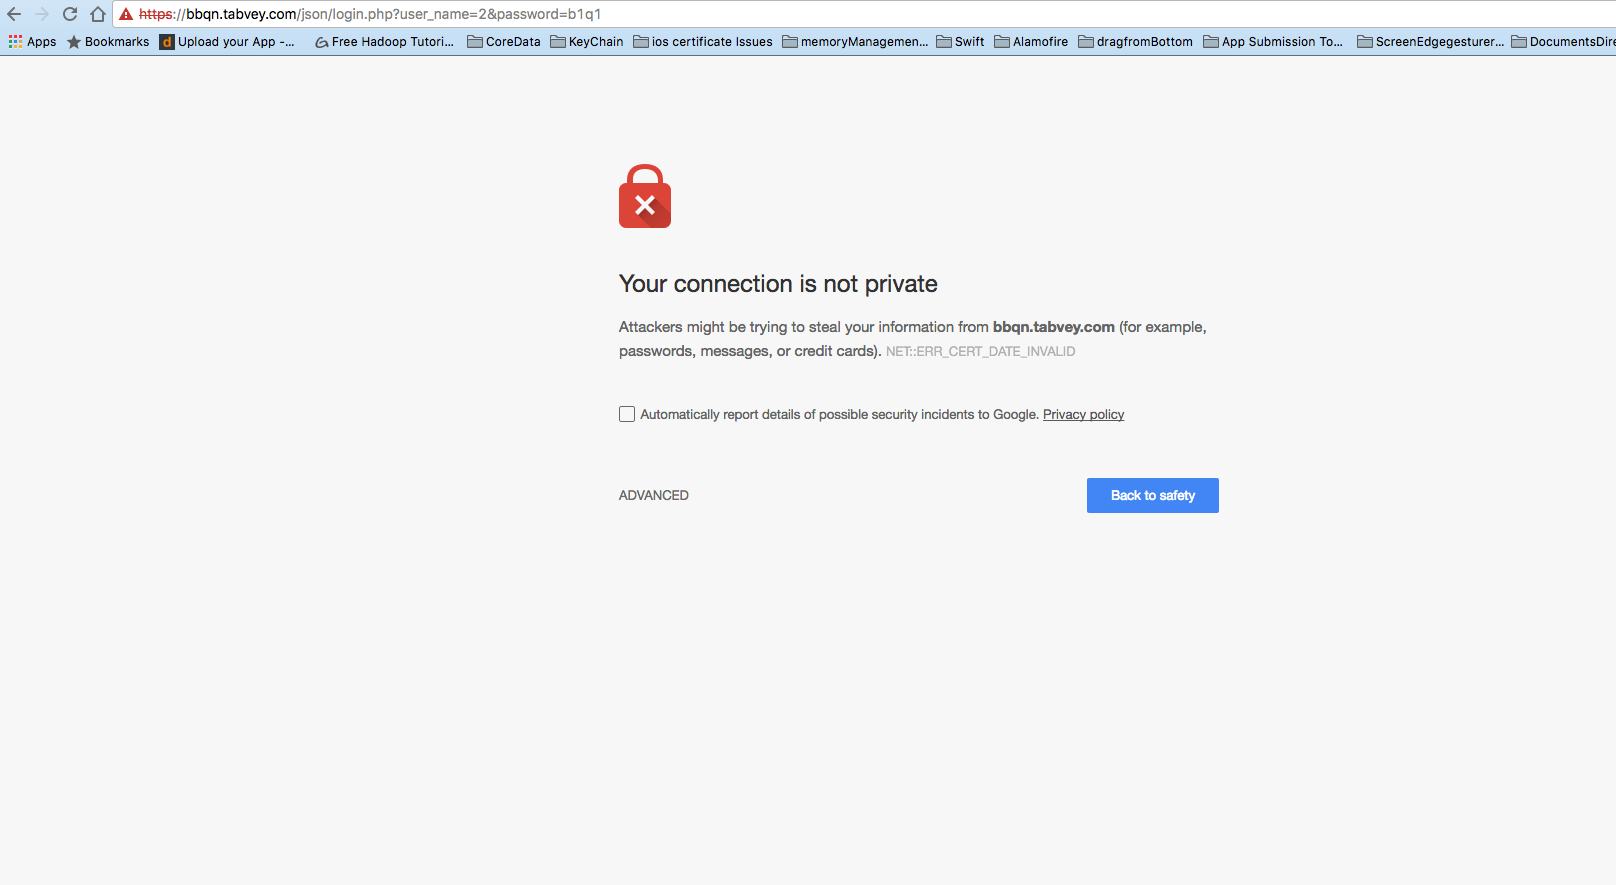 https://bbqn.tabvey.com/json/login.php?user_name=2&password=b1q1
Apps Bookmarks d Upload your App -... Free Hadoop Tutori... CoreData KeyChain ios certificate Issues memoryManagemen... Swift Alamofire dragfromBottom App Submission To... ScreenEdgegesturer... DocumentsDire
Your connection is not private
Attackers might be trying to steal your information from bbqn.tabvey.com (for example,
passwords, messages, or credit cards). NET::ERR_CERT_DATE_INVALID
Automatically report details of possible security incidents to Google. Privacy policy
ADVANCED Back to safety